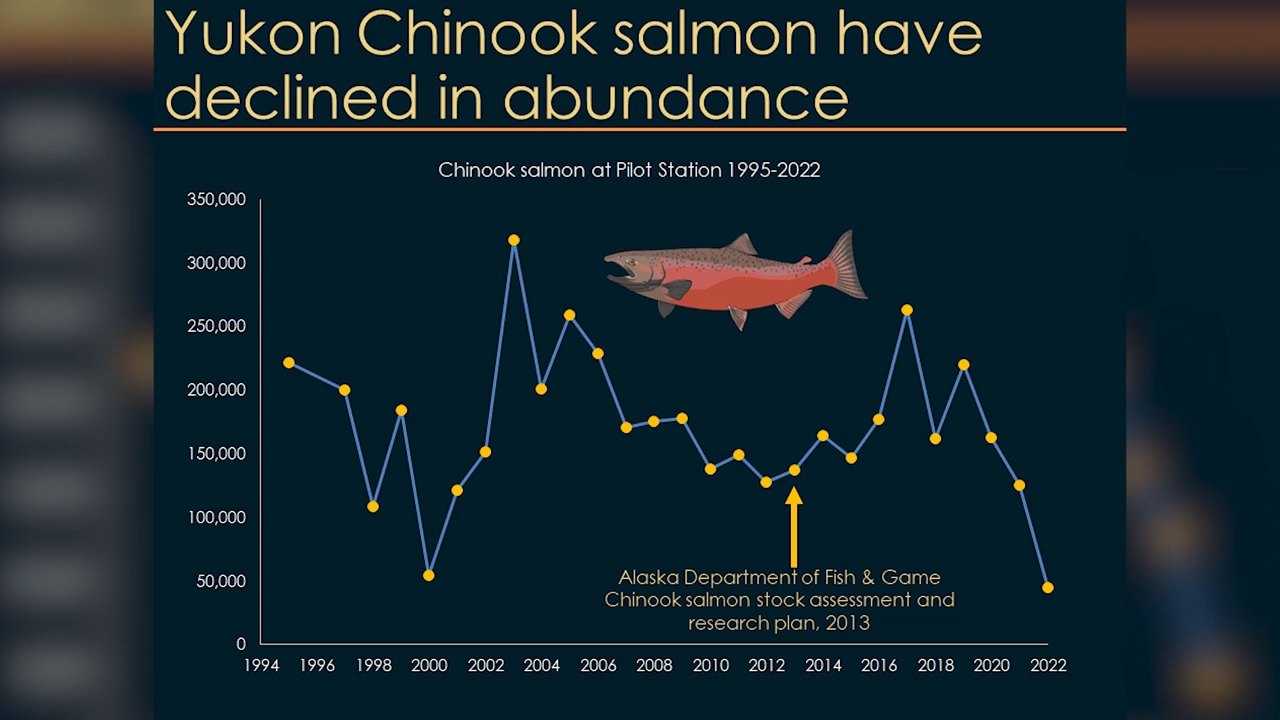 Yukon Chinook salmon have
declined in abundance
Chinook salmon at Pilot Station 1995-2022
350,000
300,000
250,000
200,000
150,000
100,000
50,000
0
Alaska Department of Fish & Game
Chinook salmon stock assessment and
research plan, 2013
1994 1996 1998 2000 2002 2004 2006 2008 2010 2012 2014 2016 2018 2020 2022